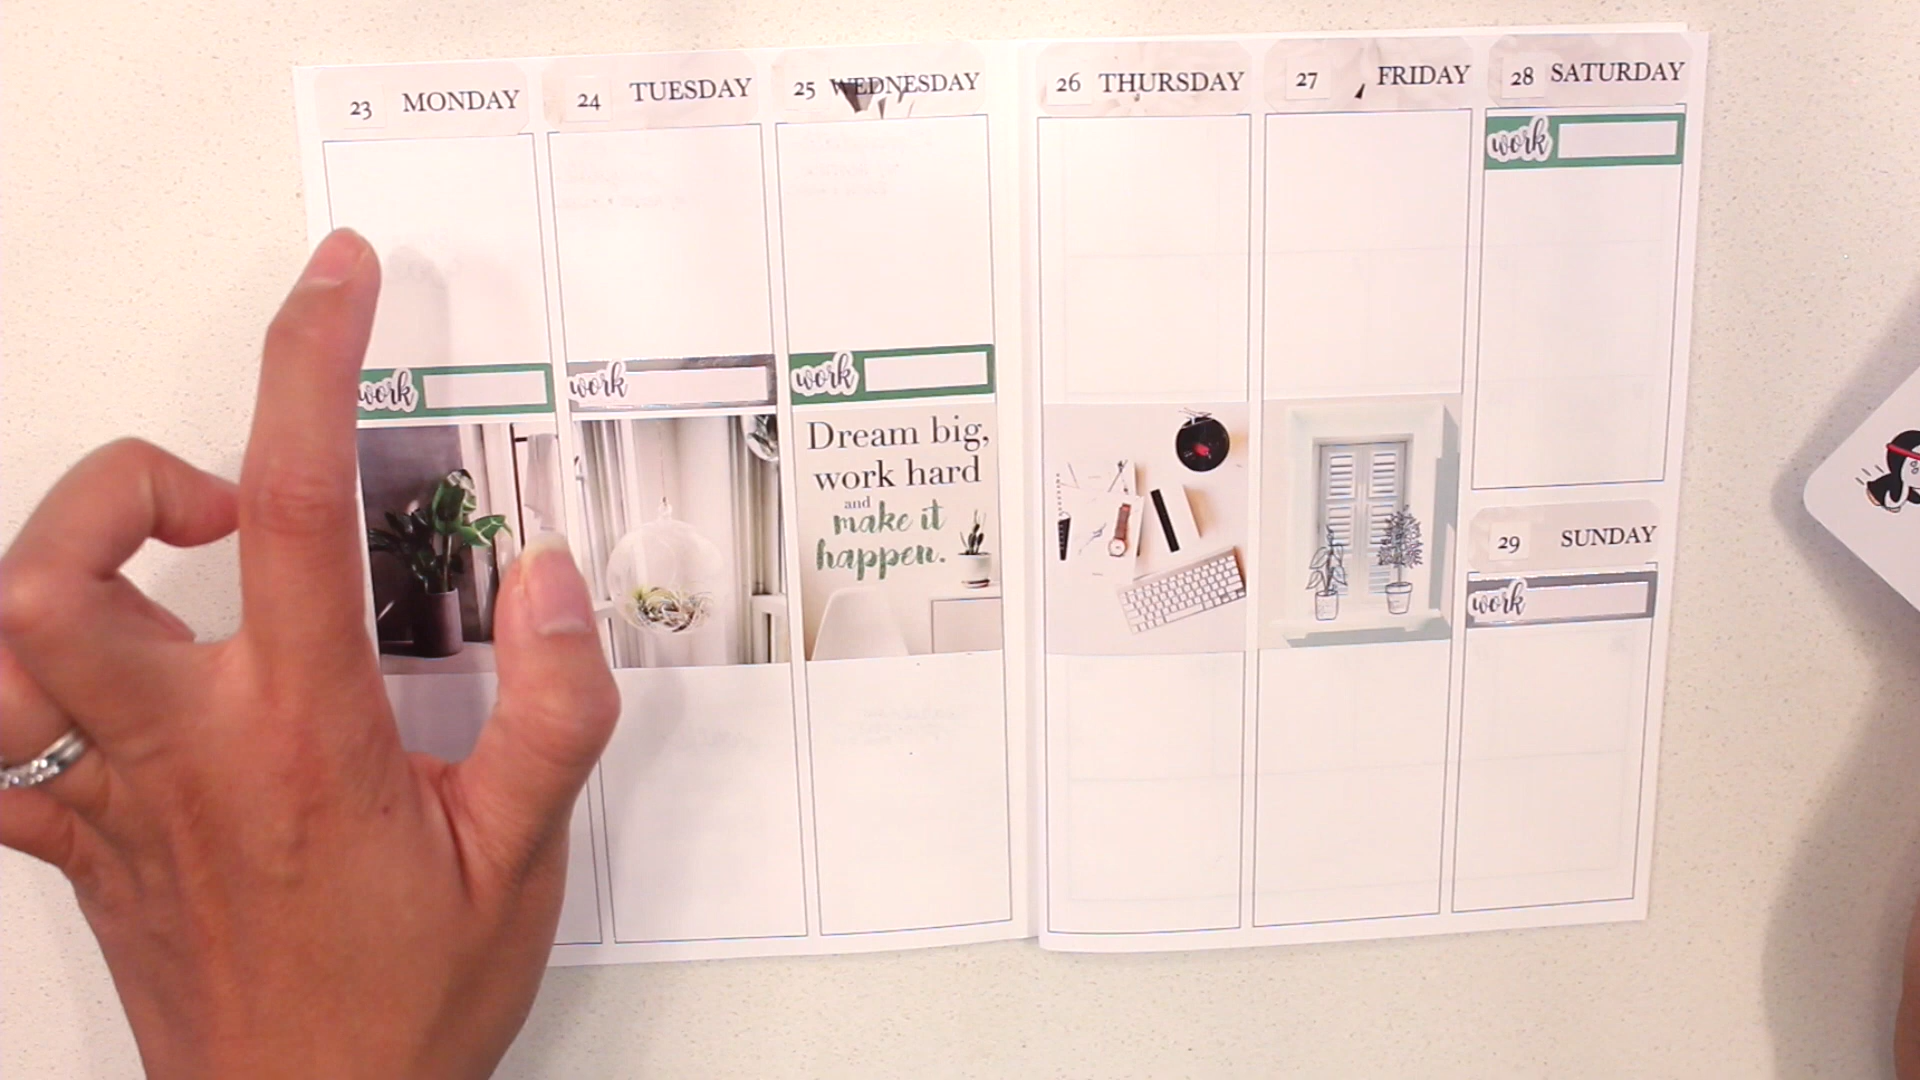 23 MONDAY
24 TUESDAY
25 WEDNESDAY
26 THURSDAY
27 FRIDAY
28 SATURDAY
work
work
work
work
Dream big,
work hard
and
make it
happen.
29 SUNDAY
work